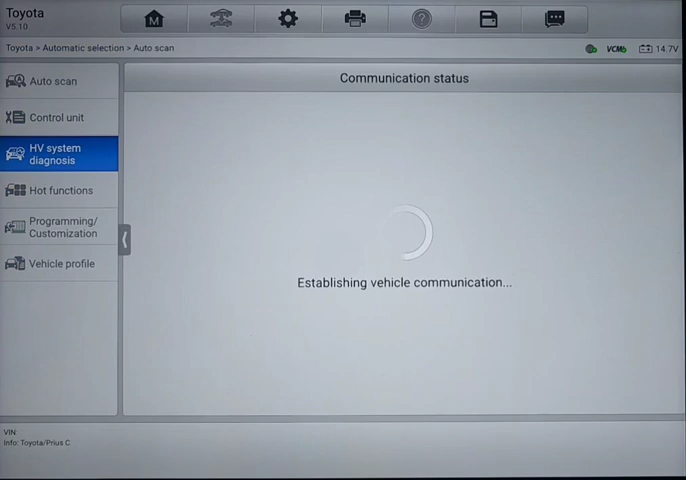 Toyota
V5.10
M
?
Toyota > Automatic selection > Auto scan
VCMI
14.7V
Auto scan
Control unit
HV system
diagnosis
Hot functions
Programming/
Customization
Vehicle profile
Communication status
Establishing vehicle communication...
VIN:
Info: Toyota/Prius C